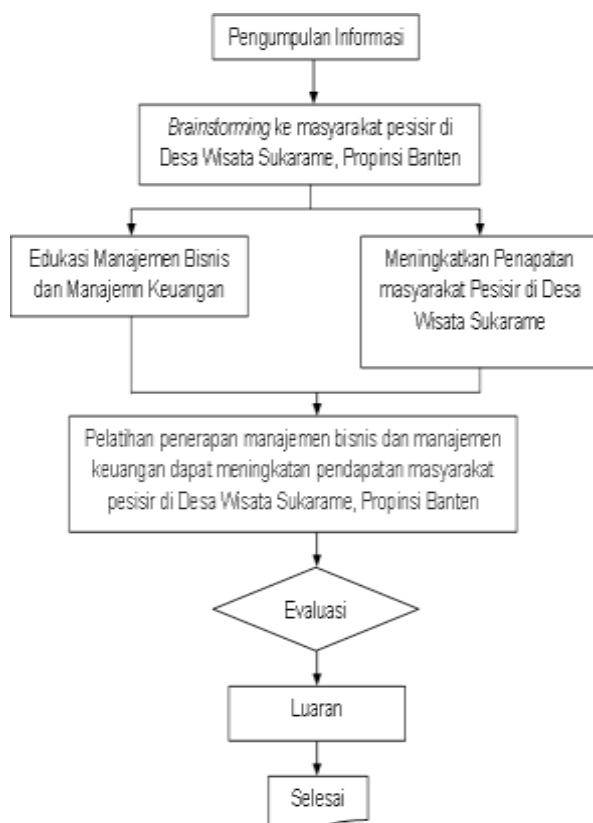 Pengumpulan Informasi
Brainstorming ke masyarakat pesisir di
Desa Wisata Sukarame, Propinsi Banten
Edukasi Manajemen Bisnis
dan Manajemn Keuangan
Meningkatkan Penapatan
masyarakat Pesisir di Desa
Wisata Sukarame
Pelatihan penerapan manajemen bisnis dan manajemen
keuangan dapat meningkatan pendapatan masyarakat
pesisir di Desa Wisata Sukarame, Propinsi Banten
Evaluasi
Luaran
Selesai